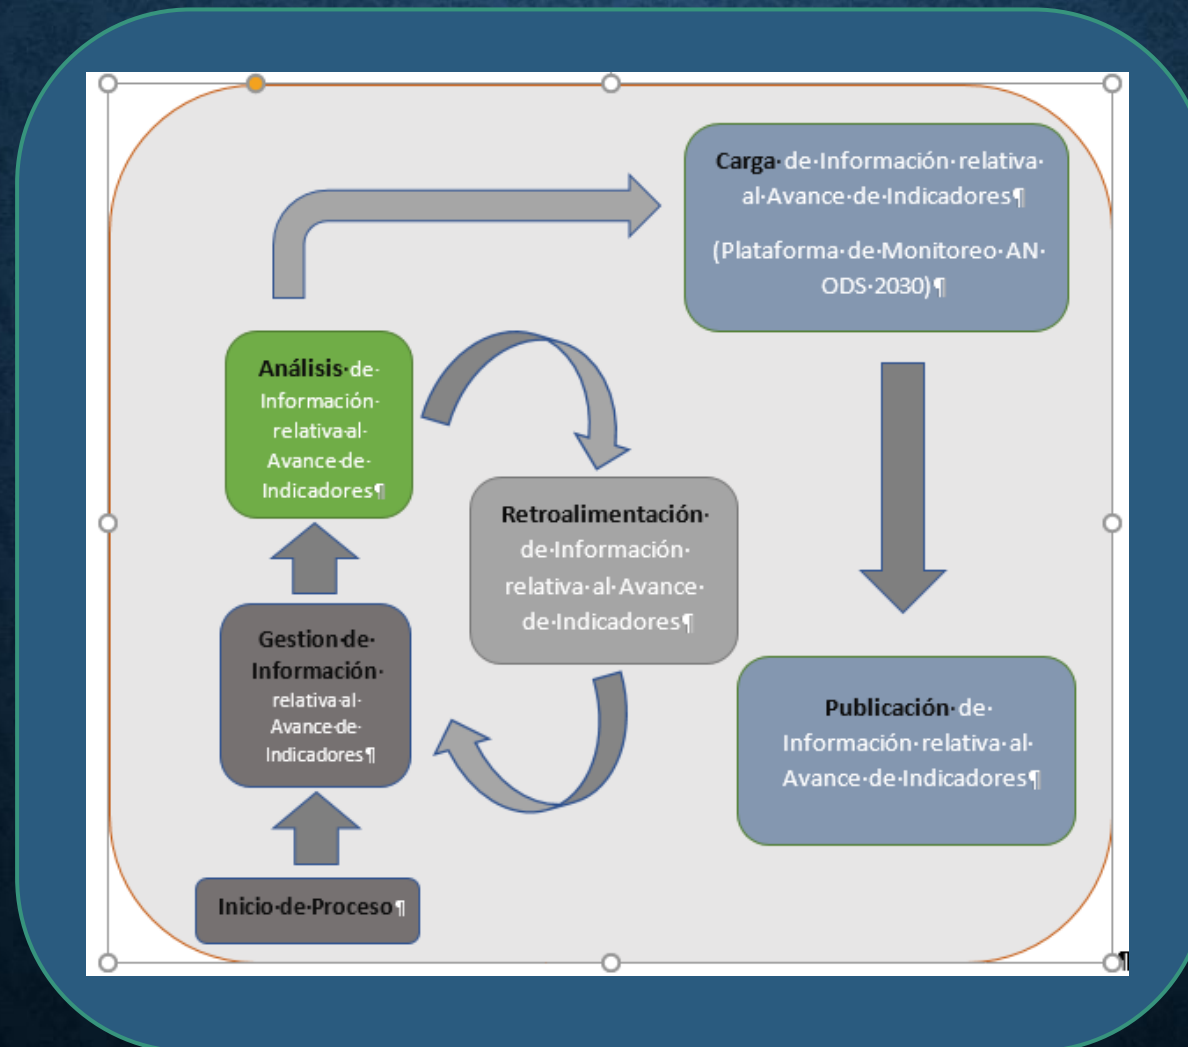 Carga de Información relativa
al Avance de Indicadores¶
(Plataforma de Monitoreo AN
ODS 2030)¶
Análisis de
Información
relativa al
Avance de
Indicadores¶
Retroalimentación
de Información
relativa al Avance
de Indicadores¶
Gestion de
Información
relativa al
Avance de
Indicadores¶
Publicación de
Información relativa al
Avance de Indicadores¶
Inicio de Proceso¶
¶